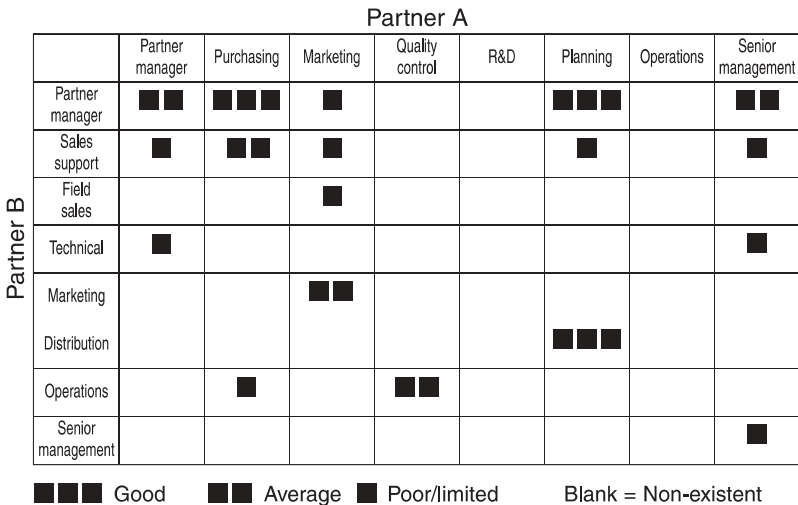 Partner A
Partner manager Purchasing Marketing Quality control R&D Planning Operations Senior management
Partner B
Partner manager
Sales support
Field sales
Technical
Marketing
Distribution
Operations
Senior management
Good Average Poor/limited Blank = Non-existent